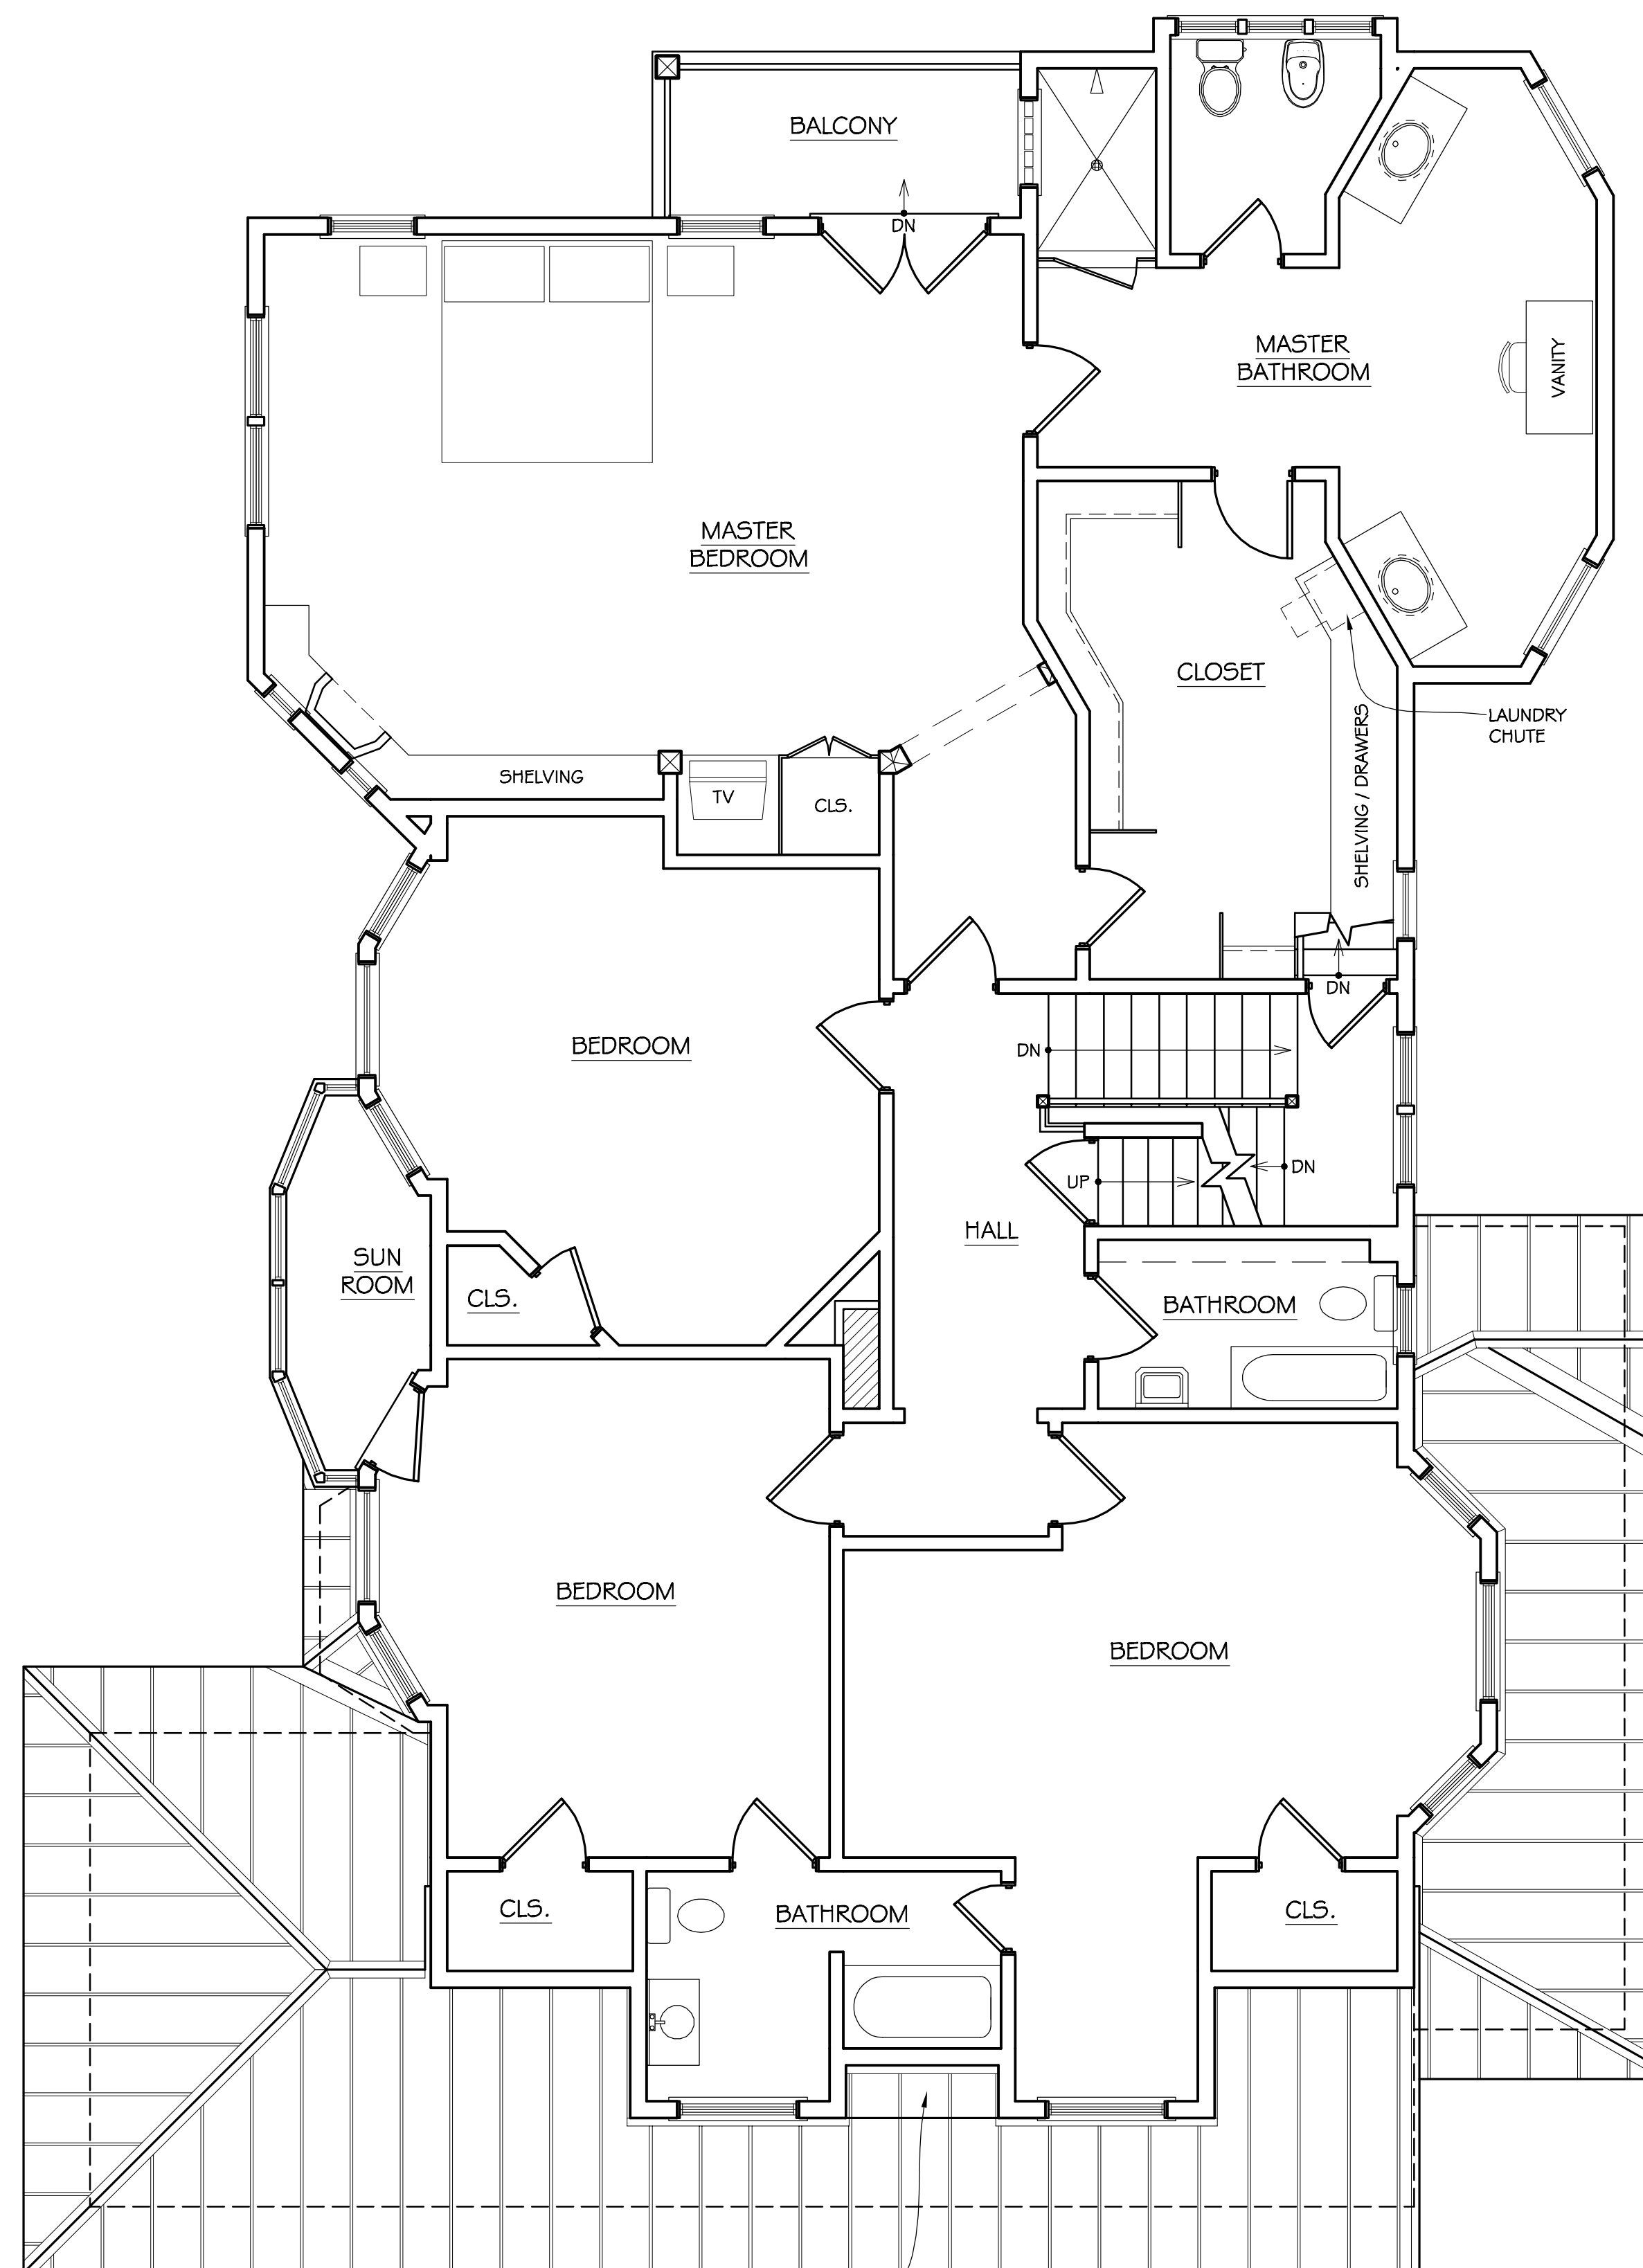 BALCONY
DN
MASTER
BATHROOM
VANITY
MASTER
BEDROOM
CLOSET
LAUNDRY
CHUTE
SHELVING / DRAWERS
SHELVING
TV
CLS.
DN
BEDROOM
DN
DN
UP
HALL
SUN
ROOM
CLS.
BATHROOM
BEDROOM
BEDROOM
CLS.
BATHROOM
CLS.